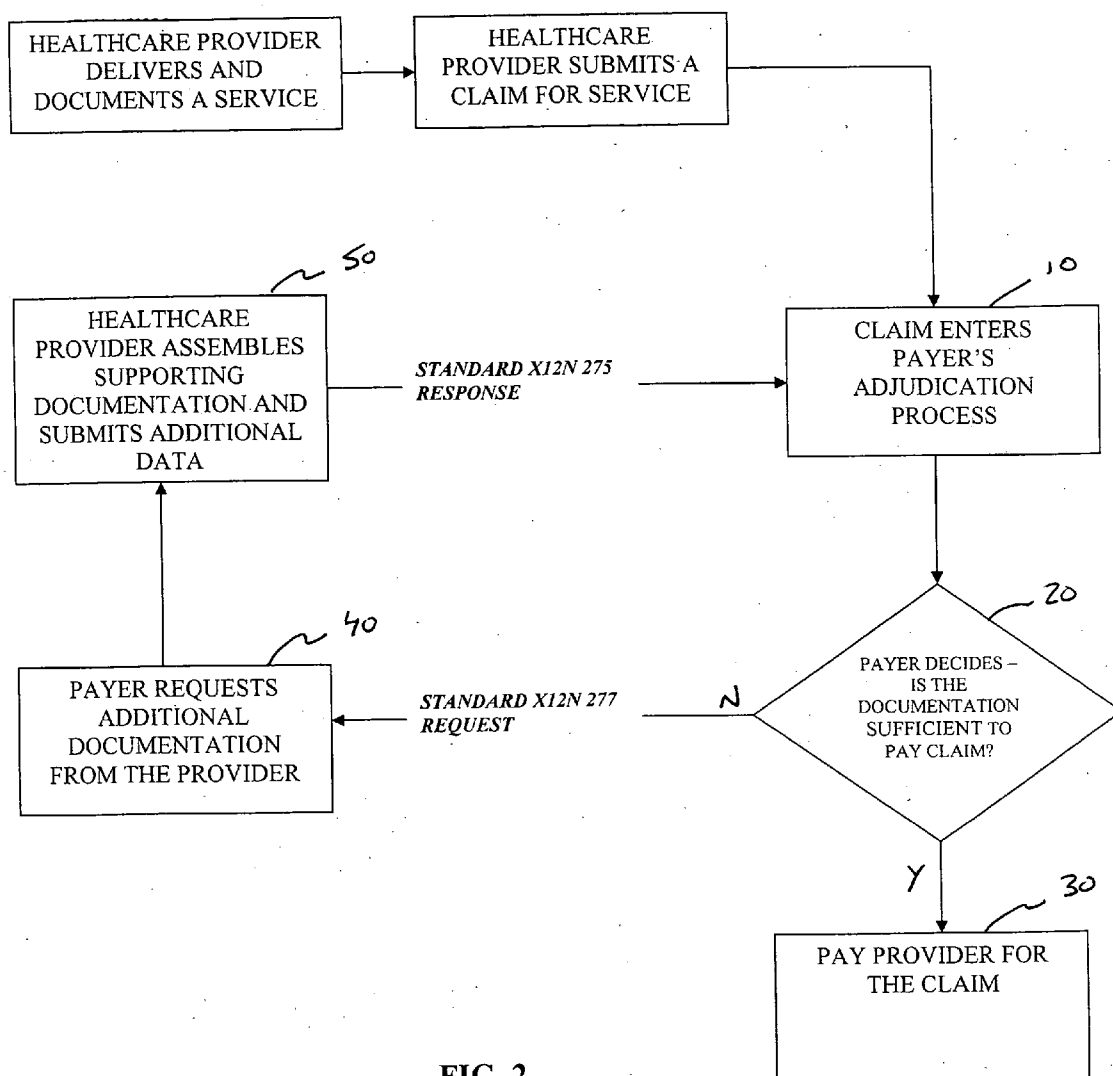 HEALTHCARE PROVIDER
DELIVERS AND
DOCUMENTS A SERVICE
HEALTHCARE
PROVIDER SUBMITS A
CLAIM FOR SERVICE
50
HEALTHCARE
PROVIDER ASSEMBLES
SUPPORTING
DOCUMENTATION AND
SUBMITS ADDITIONAL
DATA
STANDARD X12N 275
RESPONSE
10
CLAIM ENTERS
PAYER'S
ADJUDICATION
PROCESS
40
PAYER REQUESTS
ADDITIONAL
DOCUMENTATION
FROM THE PROVIDER
STANDARD X12N 277
REQUEST
N
20
PAYER DECIDES –
IS THE
DOCUMENTATION
SUFFICIENT TO
PAY CLAIM?
Y
30
PAY PROVIDER FOR
THE CLAIM
FIG. 2